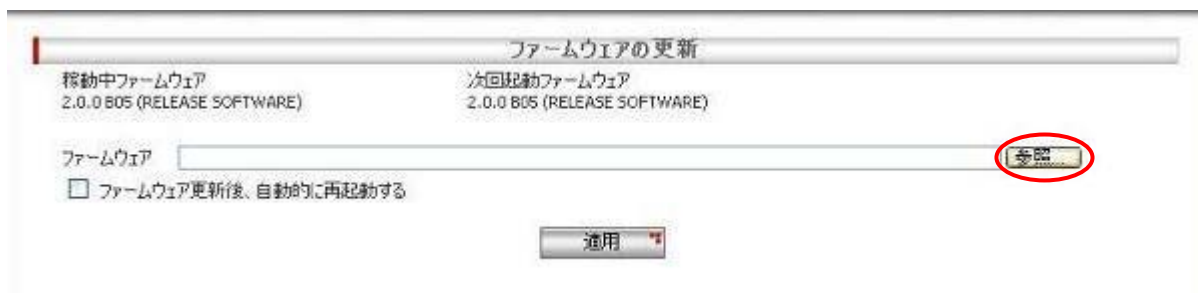 ファームウェアの更新
稼動中ファームウェア 次回起動ファームウェア
2.0.0 B05 (RELEASE SOFTWARE) 2.0.0 B05 (RELEASE SOFTWARE)
ファームウェア 参照...
ファームウェア更新後、自動的に再起動する
適用